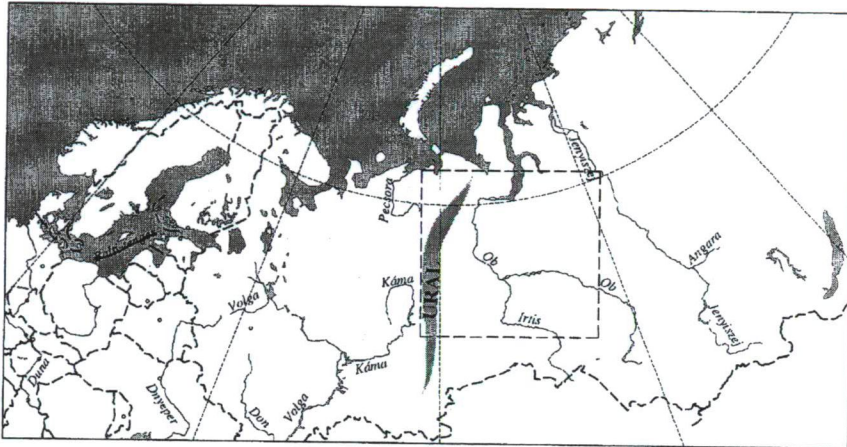 Jenyiszej
Pecsora
Angara
Ob
Ob
Káma
URAL
Volga
Irtis
Jenyiszej
Káma
Duna
Dnyeper
Don
Volga